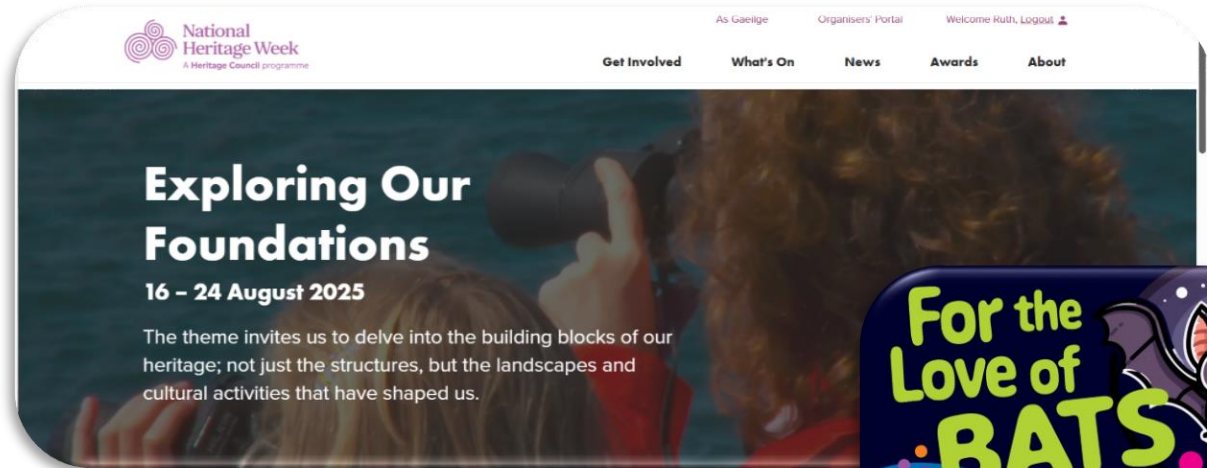 As Gaeilge Organisers' Portal Welcome Ruth, Logout
National
Heritage Week
A Heritage Council programme
Get Involved What's On News Awards About
Exploring Our
Foundations
16 – 24 August 2025
The theme invites us to delve into the building blocks of our
heritage; not just the structures, but the landscapes and
cultural activities that have shaped us.
For the
Love of
BATS